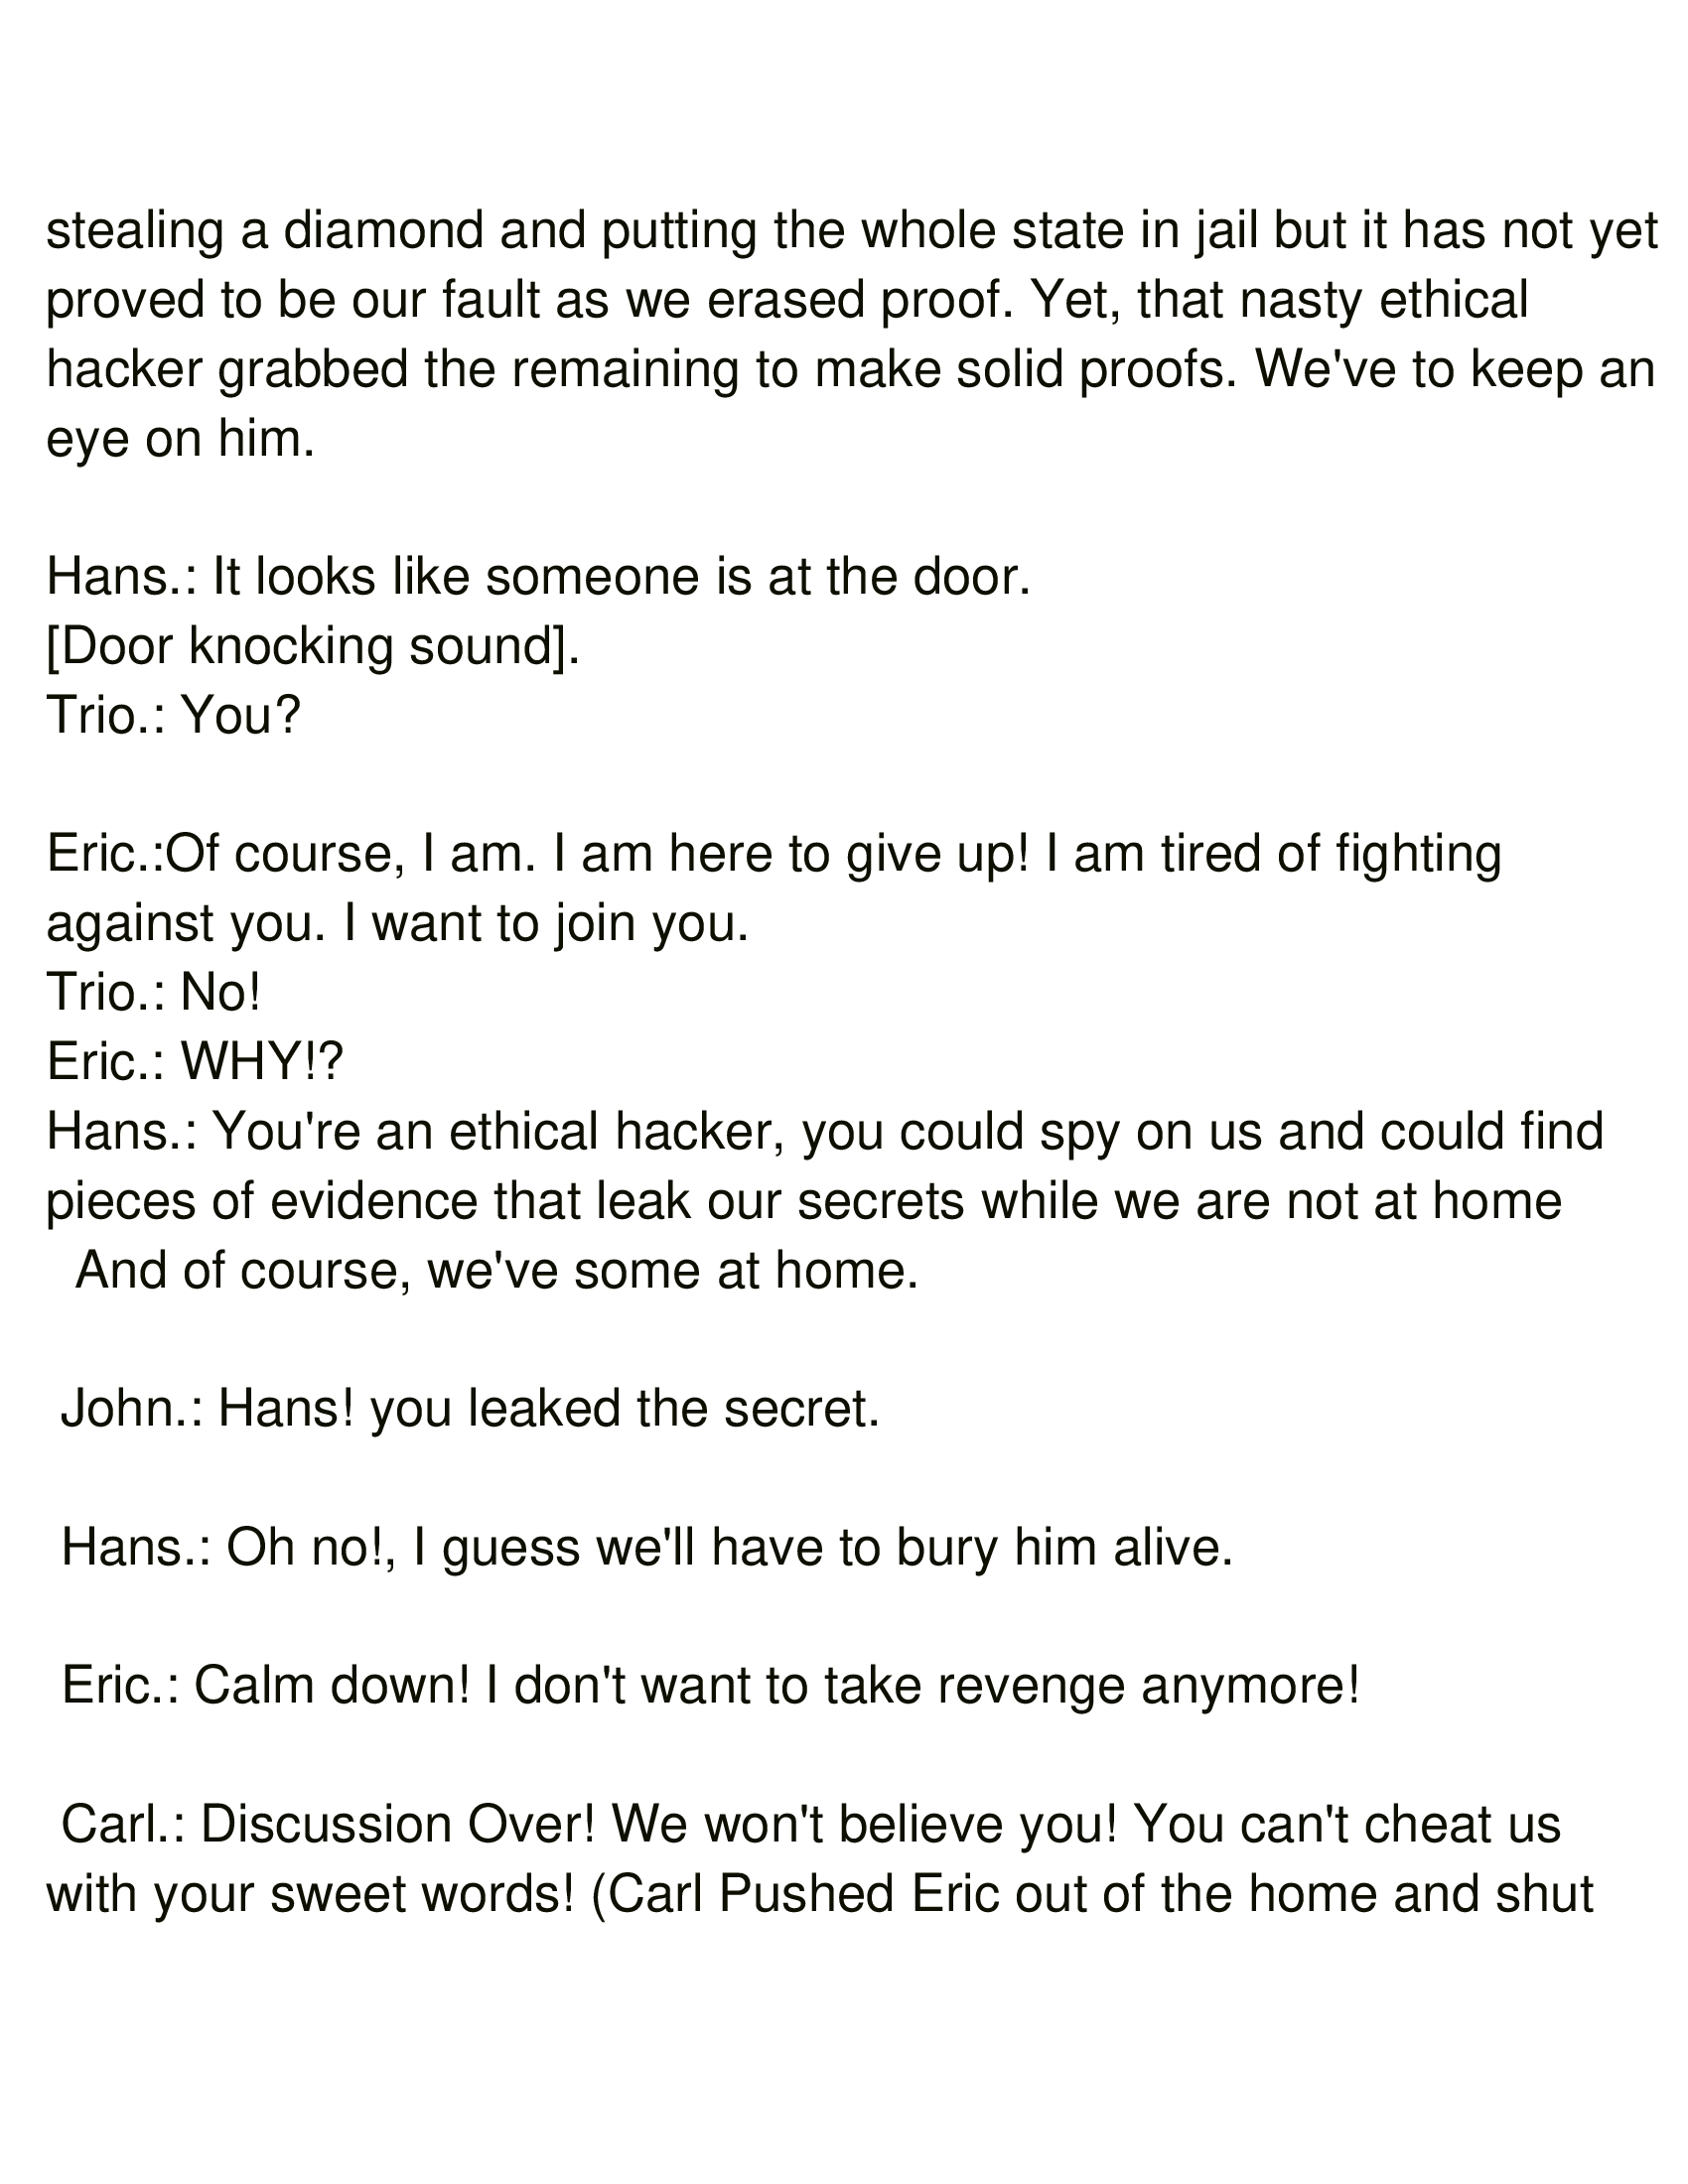 stealing a diamond and putting the whole state in jail but it has not yet
proved to be our fault as we erased proof. Yet, that nasty ethical
hacker grabbed the remaining to make solid proofs. We've to keep an
eye on him.
Hans.: It looks like someone is at the door.
[Door knocking sound].
Trio.: You?
Eric.:Of course, I am. I am here to give up! I am tired of fighting
against you. I want to join you.
Trio.: No!
Eric.: WHY!?
Hans.: You're an ethical hacker, you could spy on us and could find
pieces of evidence that leak our secrets while we are not at home
And of course, we've some at home.
John.: Hans! you leaked the secret.
Hans.: Oh no!, I guess we'll have to bury him alive.
Eric.: Calm down! I don't want to take revenge anymore!
Carl.: Discussion Over! We won't believe you! You can't cheat us
with your sweet words! (Carl Pushed Eric out of the home and shut